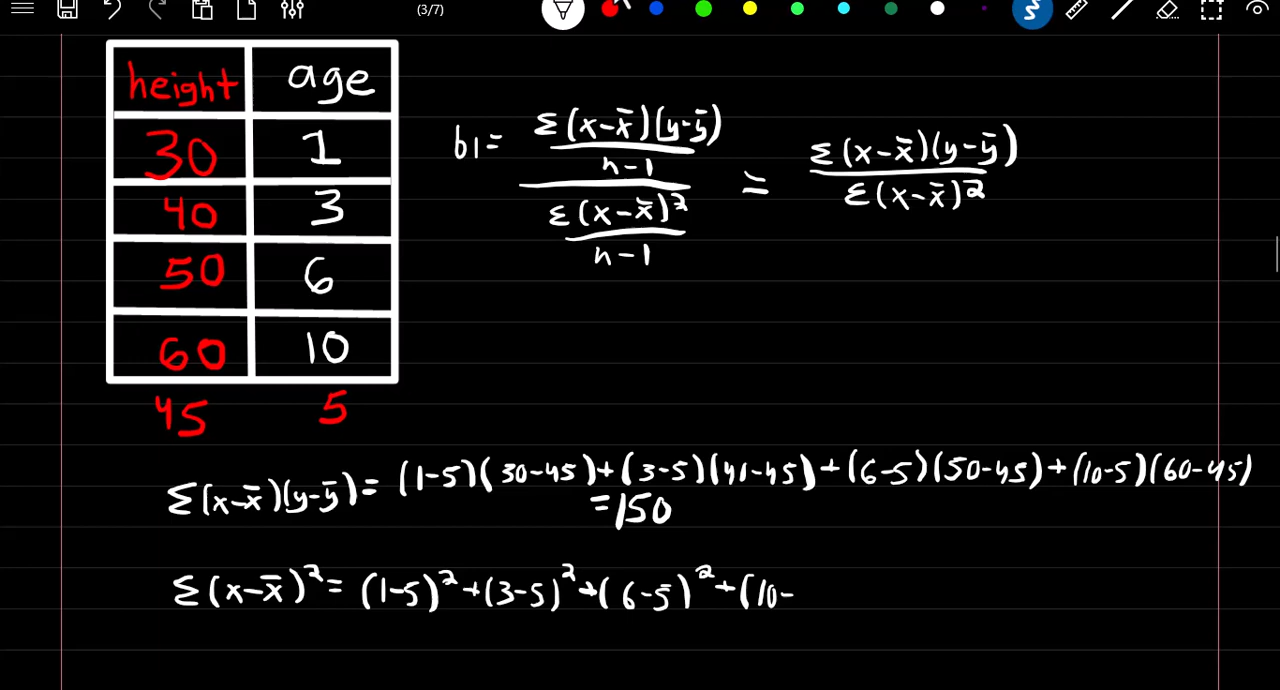 (3/7)
height age
30 1
40 3
50 6
60 10
45 5
b1 = Σ(x-x̄)(y-ȳ)/n-1 / Σ(x-x̄)²/n-1 = Σ(x-x̄)(y-ȳ)/Σ(x-x̄)²
Σ(x-x̄)(y-ȳ) = (1-5)(30-45)+(3-5)(41-45)+(6-5)(50-45)+(10-5)(60-45)
=150
Σ(x-x̄)² = (1-5)²+(3-5)²+(6-5)²+(10-